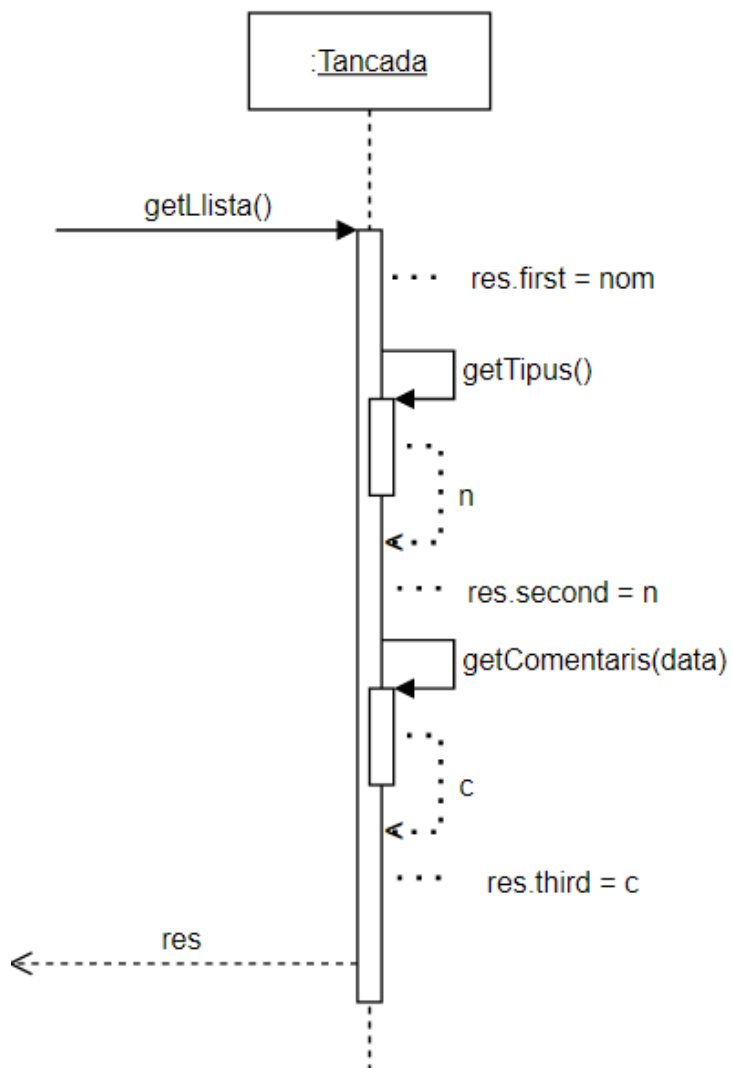 :Tancada
getLlista()
res.first = nom
getTipus()
n
res.second = n
getComentaris(data)
c
res.third = c
res